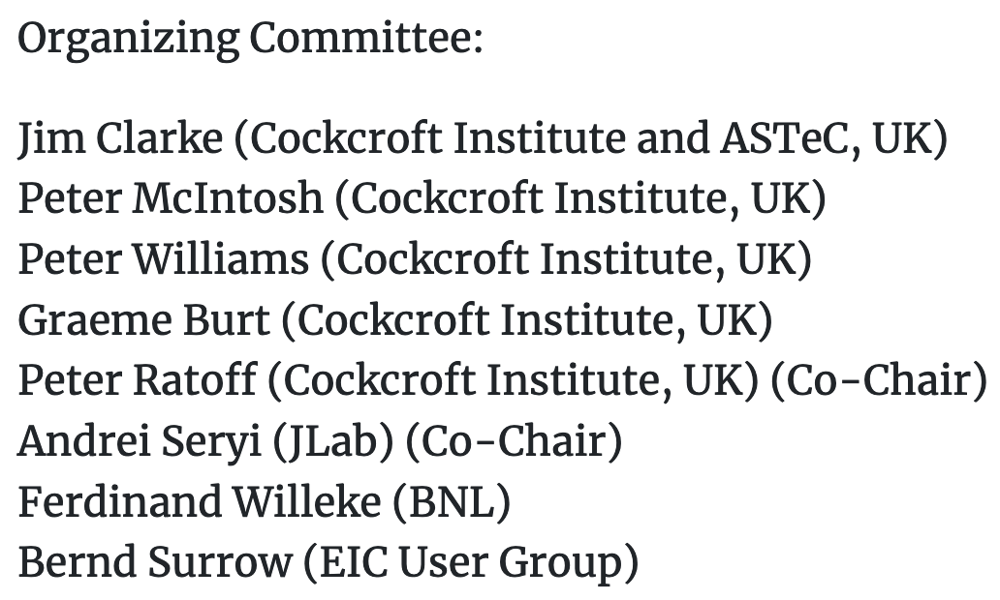 Organizing Committee:
Jim Clarke (Cockcroft Institute and ASTeC, UK)
Peter McIntosh (Cockcroft Institute, UK)
Peter Williams (Cockcroft Institute, UK)
Graeme Burt (Cockcroft Institute, UK)
Peter Ratoff (Cockcroft Institute, UK) (Co-Chair)
Andrei Seryi (JLab) (Co-Chair)
Ferdinand Willeke (BNL)
Bernd Surrow (EIC User Group)